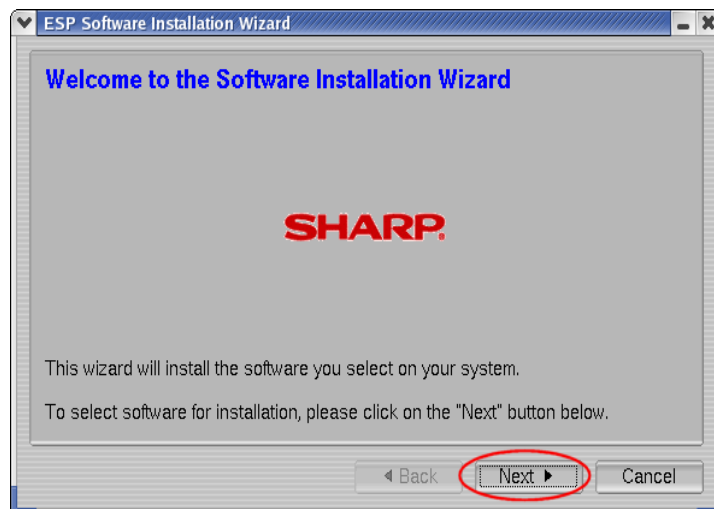 ESP Software Installation Wizard
Welcome to the Software Installation Wizard
SHARP.
This wizard will install the software you select on your system.
To select software for installation, please click on the "Next" button below.
Back Next Cancel